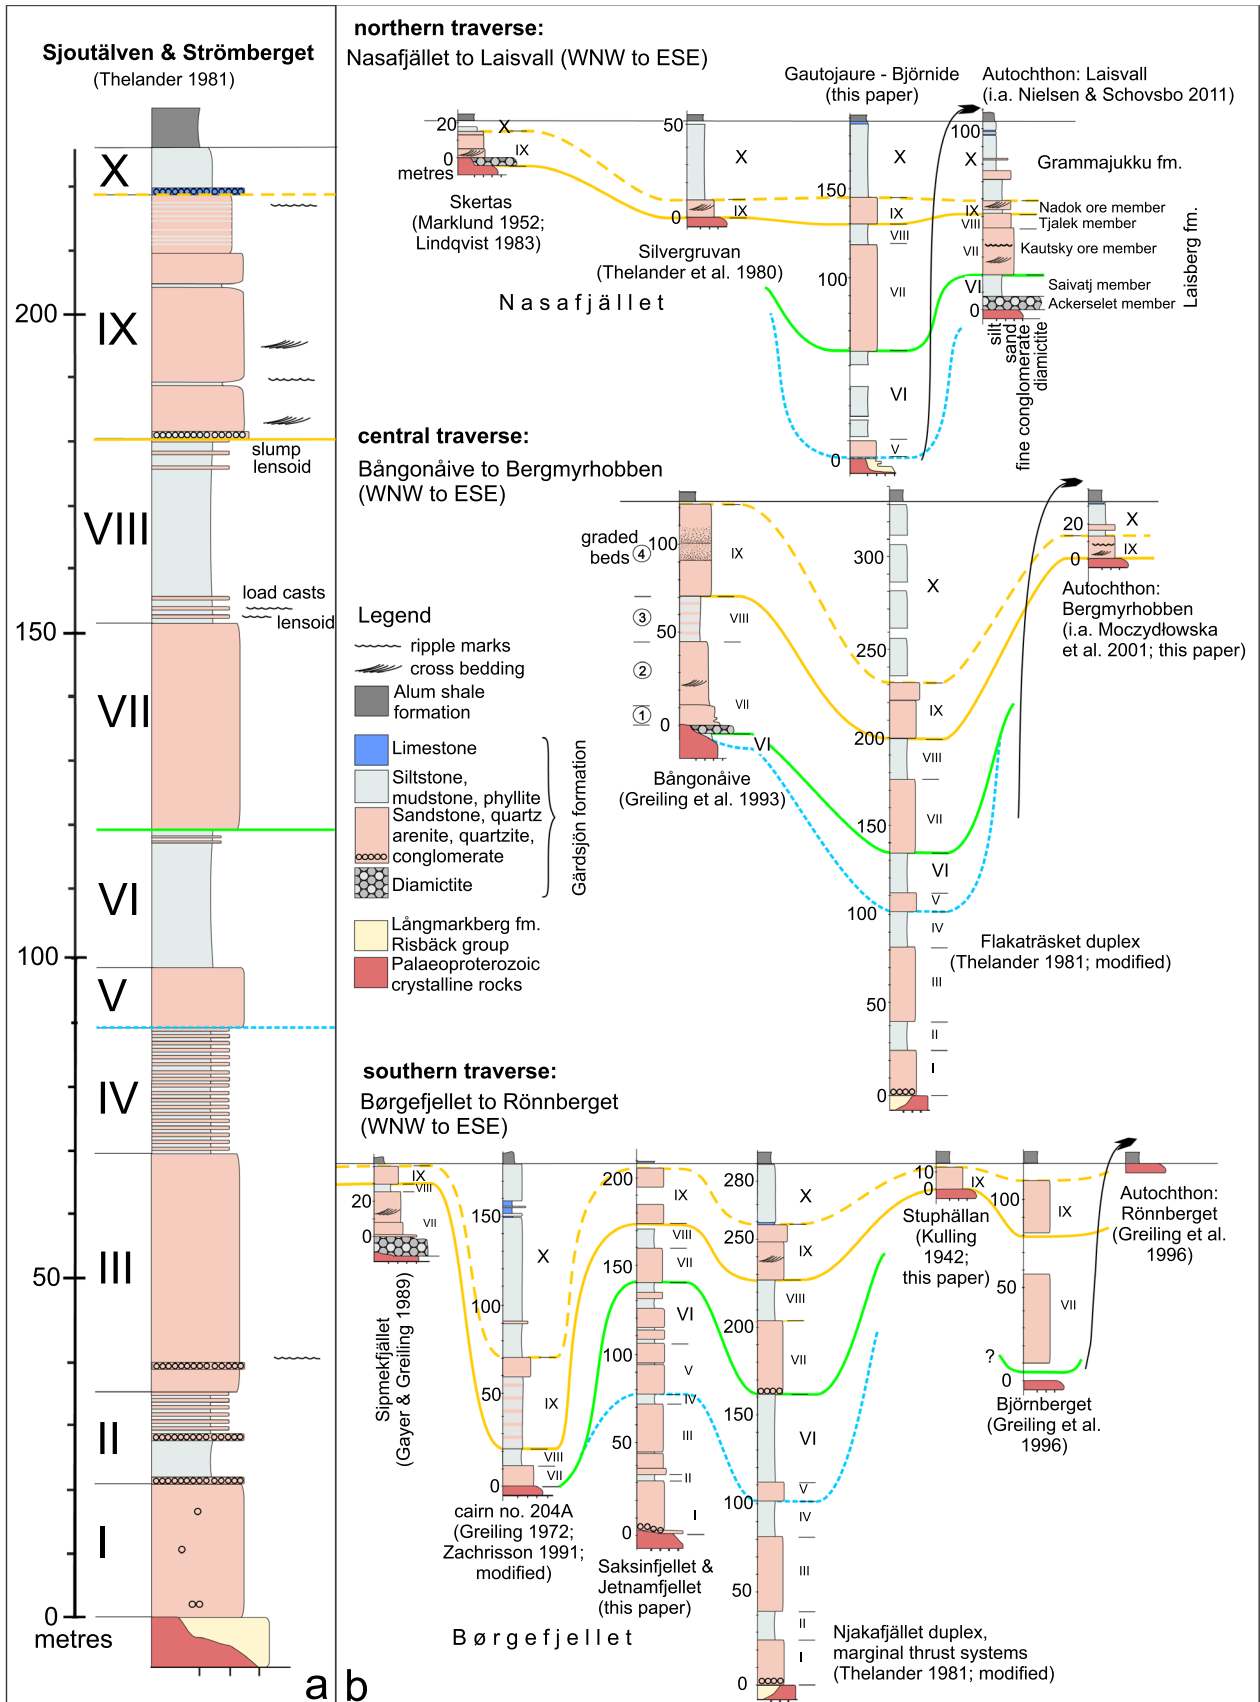 Sjoutälven & Strömberget
(Thelander 1981)
X
IX
VIII
VII
VI
V
IV
III
II
I
200
150
100
50
0
metres
slump
lensoid
load casts
lensoid
a
northern traverse:
Nasafjället to Laisvall (WNW to ESE)
Gautojaure - Björnide
(this paper)
Autochthon: Laisvall
(i.a. Nielsen & Schovsbo 2011)
20
0
metres
X
IX
Skertas
(Marklund 1952;
Lindqvist 1983)
50
0
X
IX
Silvergruvan
(Thelander et al. 1980)
Nasafjället
150
100
0
X
IX
VIII
VII
VI
V
100
0
X
IX
VIII
VII
VI
Grammajukku fm.
Nadok ore member
Tjalek member
Kautsky ore member
Saivatj member
Ackerselet member
Laisberg fm.
silt
sand
fine conglomerate
diamictite
central traverse:
Bångonåive to Bergmyrhobben
(WNW to ESE)
graded
beds
4
3
2
1
100
50
0
IX
VIII
VII
VI
Bångonåive
(Greiling et al. 1993)
300
250
200
150
100
50
0
X
IX
VIII
VII
VI
V
IV
III
II
I
Flakaträsket duplex
(Thelander 1981; modified)
20
0
X
IX
Autochthon:
Bergmyrhobben
(i.a. Moczydłowska
et al. 2001; this paper)
Legend
ripple marks
cross bedding
Alum shale
formation
Limestone
Siltstone,
mudstone, phyllite
Sandstone, quartz
arenite, quartzite,
conglomerate
Diamictite
Gärdsjön formation
Långmarkberg fm.
Risbäck group
Palaeoproterozoic
crystalline rocks
southern traverse:
Børgefjellet to Rönnberget
(WNW to ESE)
20
0
IX
VIII
VII
Sipmekfjället
(Gayer & Greiling 1989)
150
100
50
0
X
IX
VIII
VII
cairn no. 204A
(Greiling 1972;
Zachrisson 1991;
modified)
200
150
100
50
0
IX
VIII
VII
VI
V
IV
III
II
I
Saksinfjellet &
Jetnamfjellet
(this paper)
Børgefjellet
280
250
200
150
100
50
0
X
IX
VIII
VII
VI
V
IV
III
II
I
Njakafjället duplex,
marginal thrust systems
(Thelander 1981; modified)
10
0
IX
Stuphällan
(Kulling
1942;
this paper)
100
50
0
IX
VII
?
Björnberget
(Greiling et al.
1996)
Autochthon:
Rönnberget
(Greiling et al.
1996)
b